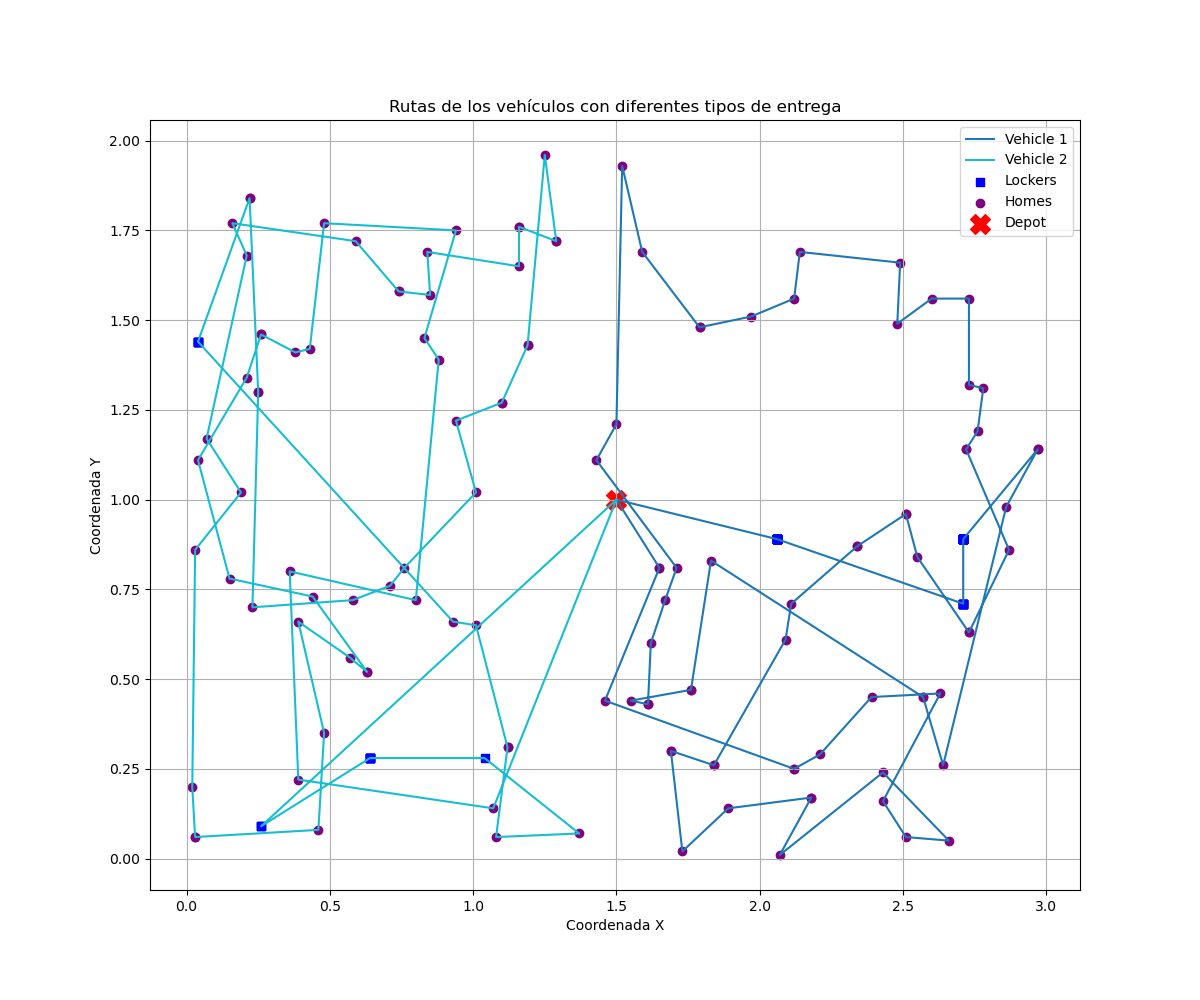 Rutas de los vehículos con diferentes tipos de entrega
Vehicle 1
Vehicle 2
Lockers
Homes
Depot
Coordenada Y
2.00
1.75
1.50
1.25
1.00
0.75
0.50
0.25
0.00
0.0 0.5 1.0 1.5 2.0 2.5 3.0
Coordenada X